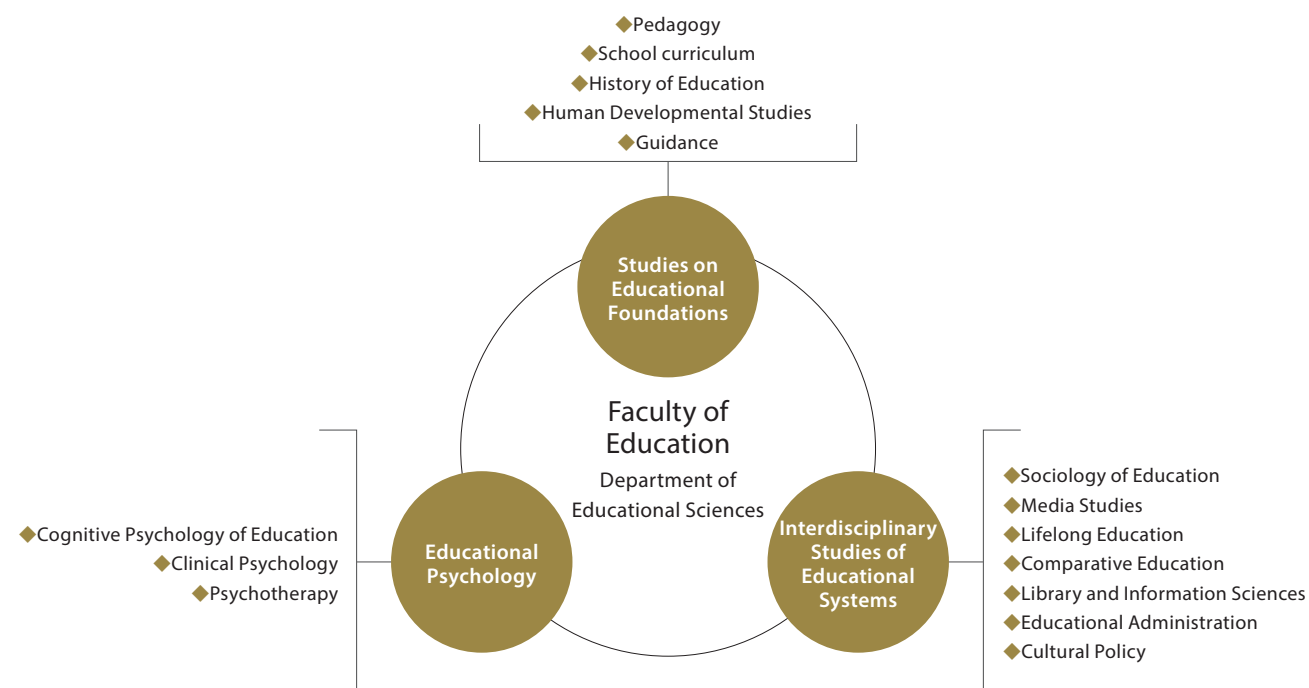 ◆Pedagogy
◆School curriculum
◆History of Education
◆Human Developmental Studies
◆Guidance
Studies on
Educational
Foundations
Faculty of
Education
Department of
Educational Sciences
◆Cognitive Psychology of Education
◆Clinical Psychology
◆Psychotherapy
Educational
Psychology
Interdisciplinary
Studies of
Educational
Systems
◆Sociology of Education
◆Media Studies
◆Lifelong Education
◆Comparative Education
◆Library and Information Sciences
◆Educational Administration
◆Cultural Policy